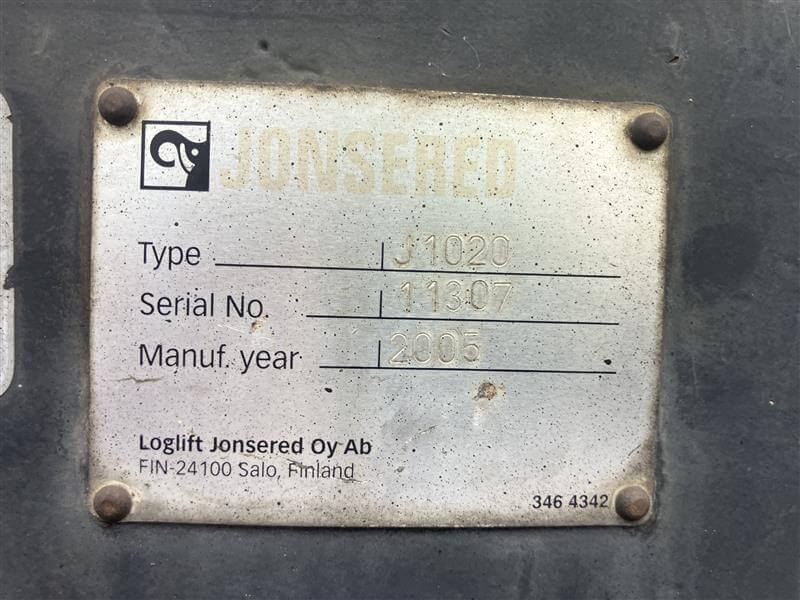 JONSERED
Type J1020
Serial No. 11307
Manuf. year 2005
Loglift Jonsered Oy Ab
FIN-24100 Salo, Finland
346 4342